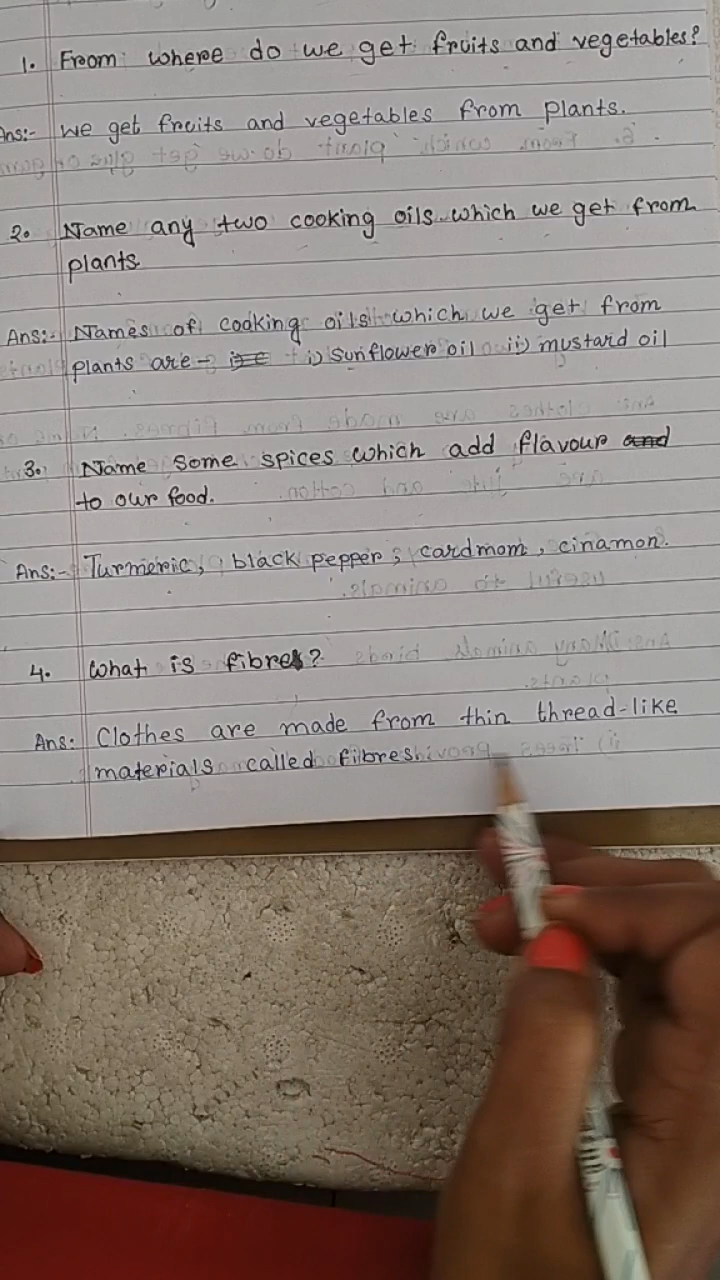 1. From where do we get fruits and vegetables?
Ans:- We get fruits and vegetables from plants.
2. Name any two cooking oils which we get from
plants.
Ans:- Names of cooking oils which we get from
plants are - i) Sunflower oil ii) mustard oil
3. Name Some spices which add flavour and
to our food.
Ans:- Turmeric, black pepper, cardmom, cinamon.
4. What is fibres?
Ans: Clothes are made from thin thread-like
materials called fibres.